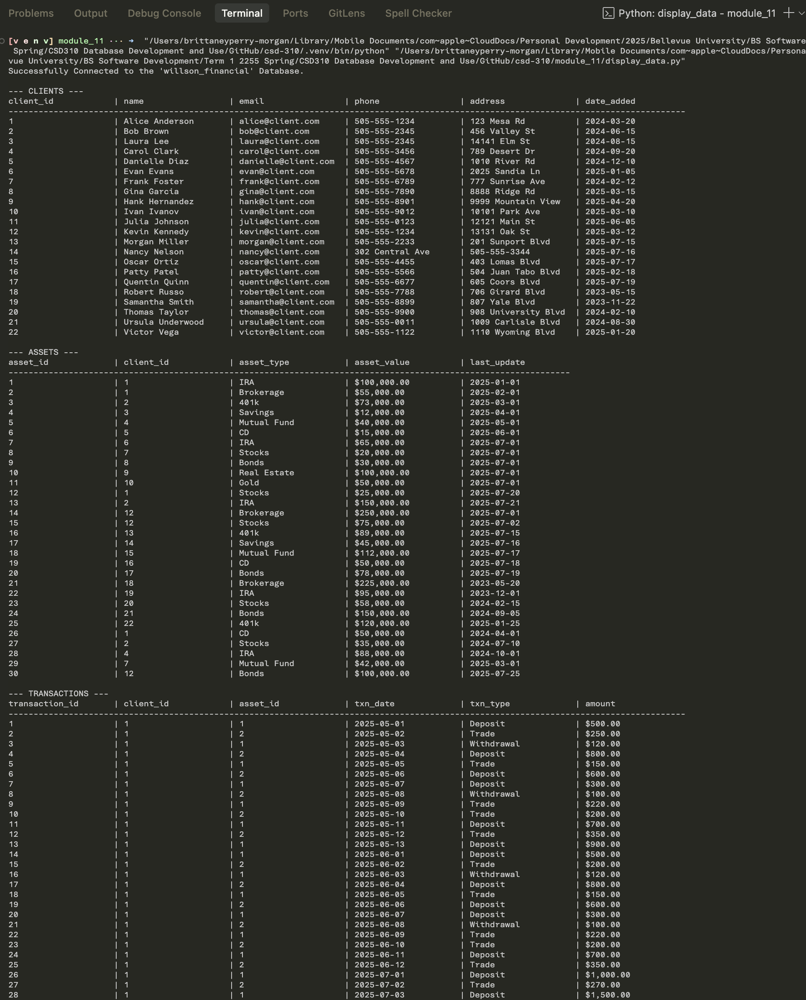 Problems Output Debug Console Terminal Ports GitLens Spell Checker Python: display_data - module_11
[v e n v] module_11 ··· → "/Users/brittaneyperry-morgan/Library/Mobile Documents/com~apple~CloudDocs/Personal Development/2025/Bellevue University/BS Software
Spring/CSD310 Database Development and Use/GitHub/csd-310/.venv/bin/python" "/Users/brittaneyperry-morgan/Library/Mobile Documents/com~apple~CloudDocs/Persona
vue University/BS Software Development/Term 1 2255 Spring/CSD310 Database Development and Use/GitHub/csd-310/module_11/display_data.py"
Successfully Connected to the 'willson_financial' Database.
--- CLIENTS ---
client_id | name | email | phone | address | date_added
---------------------------------------------------------------------------------------------------------------------------------------
1 | Alice Anderson | alice@client.com | 505-555-1234 | 123 Mesa Rd | 2024-03-20
2 | Bob Brown | bob@client.com | 505-555-2345 | 456 Valley St | 2024-06-15
3 | Laura Lee | laura@client.com | 505-555-2345 | 14141 Elm St | 2024-08-15
4 | Carol Clark | carol@client.com | 505-555-3456 | 789 Desert Dr | 2024-09-20
5 | Danielle Diaz | danielle@client.com | 505-555-4567 | 1010 River Rd | 2024-12-10
6 | Evan Evans | evan@client.com | 505-555-5678 | 2025 Sandia Ln | 2025-01-05
7 | Frank Foster | frank@client.com | 505-555-6789 | 777 Sunrise Ave | 2024-02-12
8 | Gina Garcia | gina@client.com | 505-555-7890 | 8888 Ridge Rd | 2025-03-15
9 | Hank Hernandez | hank@client.com | 505-555-8901 | 9999 Mountain View | 2025-04-20
10 | Ivan Ivanov | ivan@client.com | 505-555-9012 | 10101 Park Ave | 2025-03-10
11 | Julia Johnson | julia@client.com | 505-555-0123 | 12121 Main St | 2025-06-05
12 | Kevin Kennedy | kevin@client.com | 505-555-1234 | 13131 Oak St | 2025-03-12
13 | Morgan Miller | morgan@client.com | 505-555-2233 | 201 Sunport Blvd | 2025-07-15
14 | Nancy Nelson | nancy@client.com | 302 Central Ave | 505-555-3344 | 2025-07-16
15 | Oscar Ortiz | oscar@client.com | 505-555-4455 | 403 Lomas Blvd | 2025-07-17
16 | Patty Patel | patty@client.com | 505-555-5566 | 504 Juan Tabo Blvd | 2025-02-18
17 | Quentin Quinn | quentin@client.com | 505-555-6677 | 605 Coors Blvd | 2025-07-19
18 | Robert Russo | robert@client.com | 505-555-7788 | 706 Girard Blvd | 2023-05-15
19 | Samantha Smith | samantha@client.com | 505-555-8899 | 807 Yale Blvd | 2023-11-22
20 | Thomas Taylor | thomas@client.com | 505-555-9900 | 908 University Blvd | 2024-02-10
21 | Ursula Underwood | ursula@client.com | 505-555-0011 | 1009 Carlisle Blvd | 2024-08-30
22 | Victor Vega | victor@client.com | 505-555-1122 | 1110 Wyoming Blvd | 2025-01-20
--- ASSETS ---
asset_id | client_id | asset_type | asset_value | last_update
----------------------------------------------------------------------------------------------------------------
1 | 1 | IRA | $100,000.00 | 2025-01-01
2 | 1 | Brokerage | $55,000.00 | 2025-02-01
3 | 2 | 401k | $73,000.00 | 2025-03-01
4 | 3 | Savings | $12,000.00 | 2025-04-01
5 | 4 | Mutual Fund | $40,000.00 | 2025-05-01
6 | 5 | CD | $15,000.00 | 2025-06-01
7 | 6 | IRA | $65,000.00 | 2025-07-01
8 | 7 | Stocks | $20,000.00 | 2025-07-01
9 | 8 | Bonds | $30,000.00 | 2025-07-01
10 | 9 | Real Estate | $100,000.00 | 2025-07-01
11 | 10 | Gold | $50,000.00 | 2025-07-01
12 | 1 | Stocks | $25,000.00 | 2025-07-20
13 | 2 | IRA | $150,000.00 | 2025-07-21
14 | 12 | Brokerage | $250,000.00 | 2025-07-01
15 | 12 | Stocks | $75,000.00 | 2025-07-02
16 | 13 | 401k | $89,000.00 | 2025-07-15
17 | 14 | Savings | $45,000.00 | 2025-07-16
18 | 15 | Mutual Fund | $112,000.00 | 2025-07-17
19 | 16 | CD | $50,000.00 | 2025-07-18
20 | 17 | Bonds | $78,000.00 | 2025-07-19
21 | 18 | Brokerage | $225,000.00 | 2023-05-20
22 | 19 | IRA | $95,000.00 | 2023-12-01
23 | 20 | Stocks | $58,000.00 | 2024-02-15
24 | 21 | Bonds | $150,000.00 | 2024-09-05
25 | 22 | 401k | $120,000.00 | 2025-01-25
26 | 1 | CD | $50,000.00 | 2024-04-01
27 | 2 | Stocks | $35,000.00 | 2024-07-10
28 | 4 | IRA | $88,000.00 | 2024-10-01
29 | 7 | Mutual Fund | $42,000.00 | 2025-03-01
30 | 12 | Bonds | $100,000.00 | 2025-07-25
--- TRANSACTIONS ---
transaction_id | client_id | asset_id | txn_date | txn_type | amount
---------------------------------------------------------------------------------------------------------------------------------------
1 | 1 | 1 | 2025-05-01 | Deposit | $500.00
2 | 1 | 2 | 2025-05-02 | Trade | $250.00
3 | 1 | 1 | 2025-05-03 | Withdrawal | $120.00
4 | 1 | 2 | 2025-05-04 | Deposit | $800.00
5 | 1 | 1 | 2025-05-05 | Trade | $150.00
6 | 1 | 2 | 2025-05-06 | Deposit | $600.00
7 | 1 | 1 | 2025-05-07 | Deposit | $300.00
8 | 1 | 2 | 2025-05-08 | Withdrawal | $100.00
9 | 1 | 1 | 2025-05-09 | Trade | $220.00
10 | 1 | 2 | 2025-05-10 | Trade | $200.00
11 | 1 | 1 | 2025-05-11 | Deposit | $700.00
12 | 1 | 2 | 2025-05-12 | Trade | $350.00
13 | 1 | 1 | 2025-05-13 | Deposit | $900.00
14 | 1 | 1 | 2025-06-01 | Deposit | $500.00
15 | 1 | 2 | 2025-06-02 | Trade | $200.00
16 | 1 | 1 | 2025-06-03 | Withdrawal | $120.00
17 | 1 | 2 | 2025-06-04 | Deposit | $800.00
18 | 1 | 1 | 2025-06-05 | Trade | $150.00
19 | 1 | 2 | 2025-06-06 | Deposit | $600.00
20 | 1 | 1 | 2025-06-07 | Deposit | $300.00
21 | 1 | 2 | 2025-06-08 | Withdrawal | $100.00
22 | 1 | 1 | 2025-06-09 | Trade | $220.00
23 | 1 | 2 | 2025-06-10 | Trade | $200.00
24 | 1 | 1 | 2025-06-11 | Deposit | $700.00
25 | 1 | 2 | 2025-06-12 | Trade | $350.00
26 | 1 | 1 | 2025-07-01 | Deposit | $1,000.00
27 | 1 | 2 | 2025-07-02 | Trade | $270.00
28 | 1 | 1 | 2025-07-03 | Deposit | $1,500.00